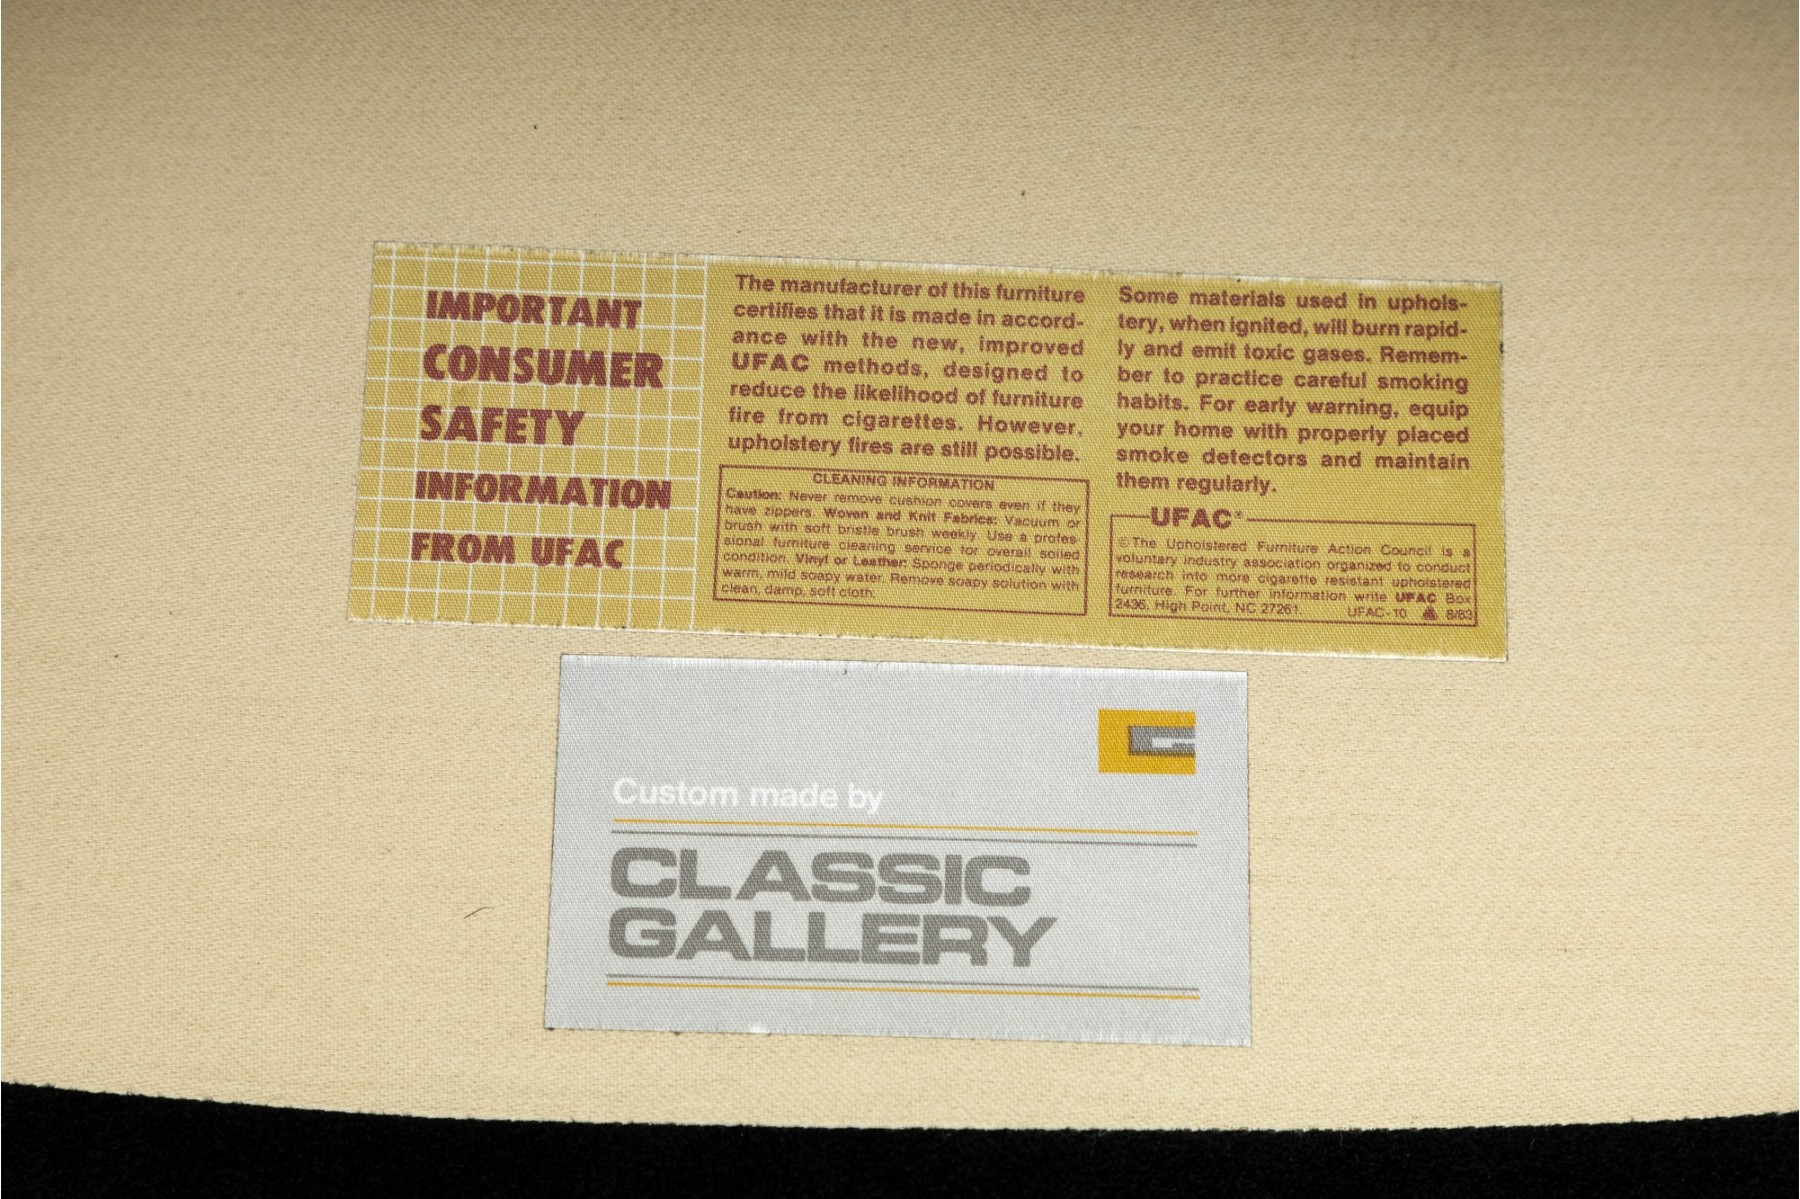 IMPORTANT
CONSUMER
SAFETY
INFORMATION
FROM UFAC
The manufacturer of this furniture
certifies that it is made in accord-
ance with the new, improved
UFAC methods, designed to
reduce the likelihood of furniture
fire from cigarettes. However,
upholstery fires are still possible.
CLEANING INFORMATION
Caution: Never remove cushion covers even if they
have zippers. Woven and Knit Fabrics: Vacuum or
brush with soft bristle brush weekly. Use a profes-
sional furniture cleaning service for overall soiled
condition. Vinyl or Leather: Sponge periodically with
warm, mild soapy water. Remove soapy solution with
clean, damp, soft cloth.
Some materials used in uphols-
tery, when ignited, will burn rapid-
ly and emit toxic gases. Remem-
ber to practice careful smoking
habits. For early warning, equip
your home with properly placed
smoke detectors and maintain
them regularly.
UFAC®
©The Upholstered Furniture Action Council is a
voluntary industry association organized to conduct
research into more cigarette resistant upholstered
furniture. For further information write UFAC Box
2436, High Point, NC 27261. UFAC-10 8/83
Custom made by
CLASSIC
GALLERY